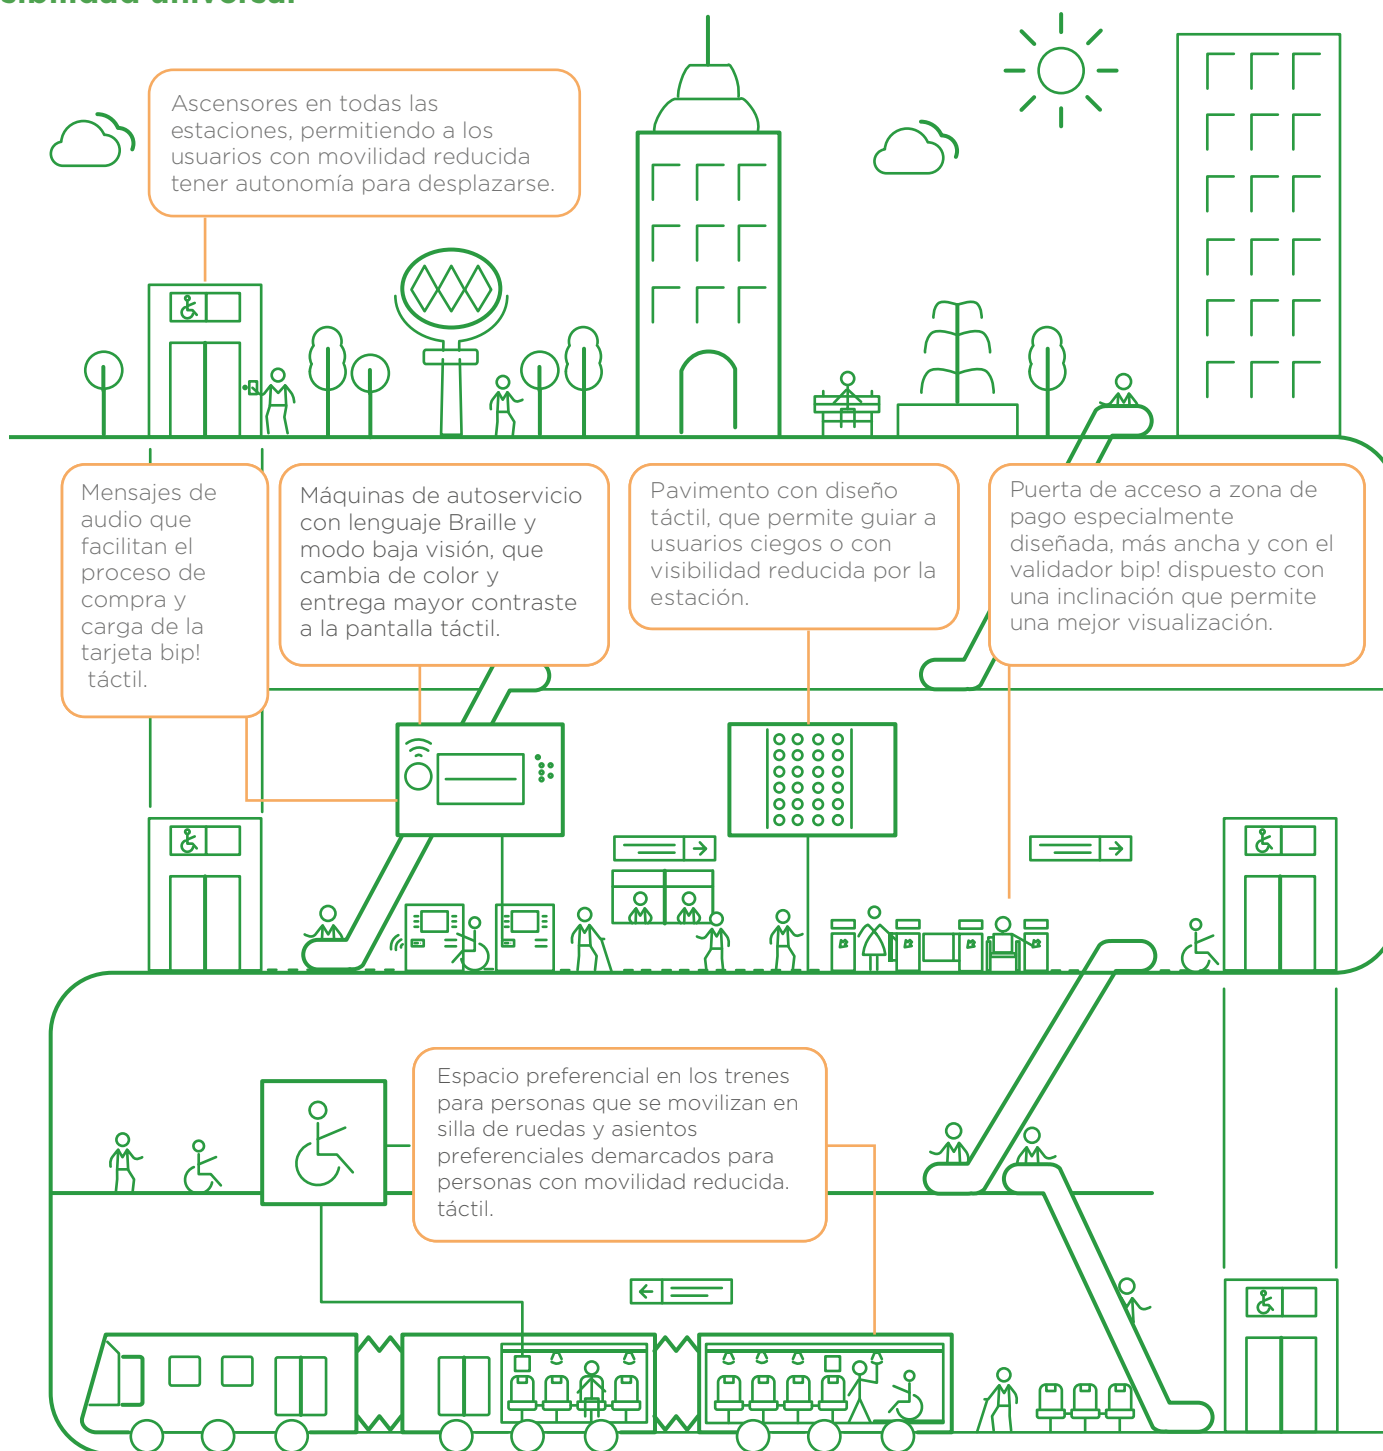 Ascensores en todas las
estaciones, permitiendo a los
usuarios con movilidad reducida
tener autonomía para desplazarse.
Mensajes de
audio que
facilitan el
proceso de
compra y
carga de la
tarjeta bip!
táctil.
Máquinas de autoservicio
con lenguaje Braille y
modo baja visión, que
cambia de color y
entrega mayor contraste
a la pantalla táctil.
Pavimento con diseño
táctil, que permite guiar a
usuarios ciegos o con
visibilidad reducida por la
estación.
Puerta de acceso a zona de
pago especialmente
diseñada, más ancha y con el
validador bip! dispuesto con
una inclinación que permite
una mejor visualización.
Espacio preferencial en los trenes
para personas que se movilizan en
silla de ruedas y asientos
preferenciales demarcados para
personas con movilidad reducida.
táctil.